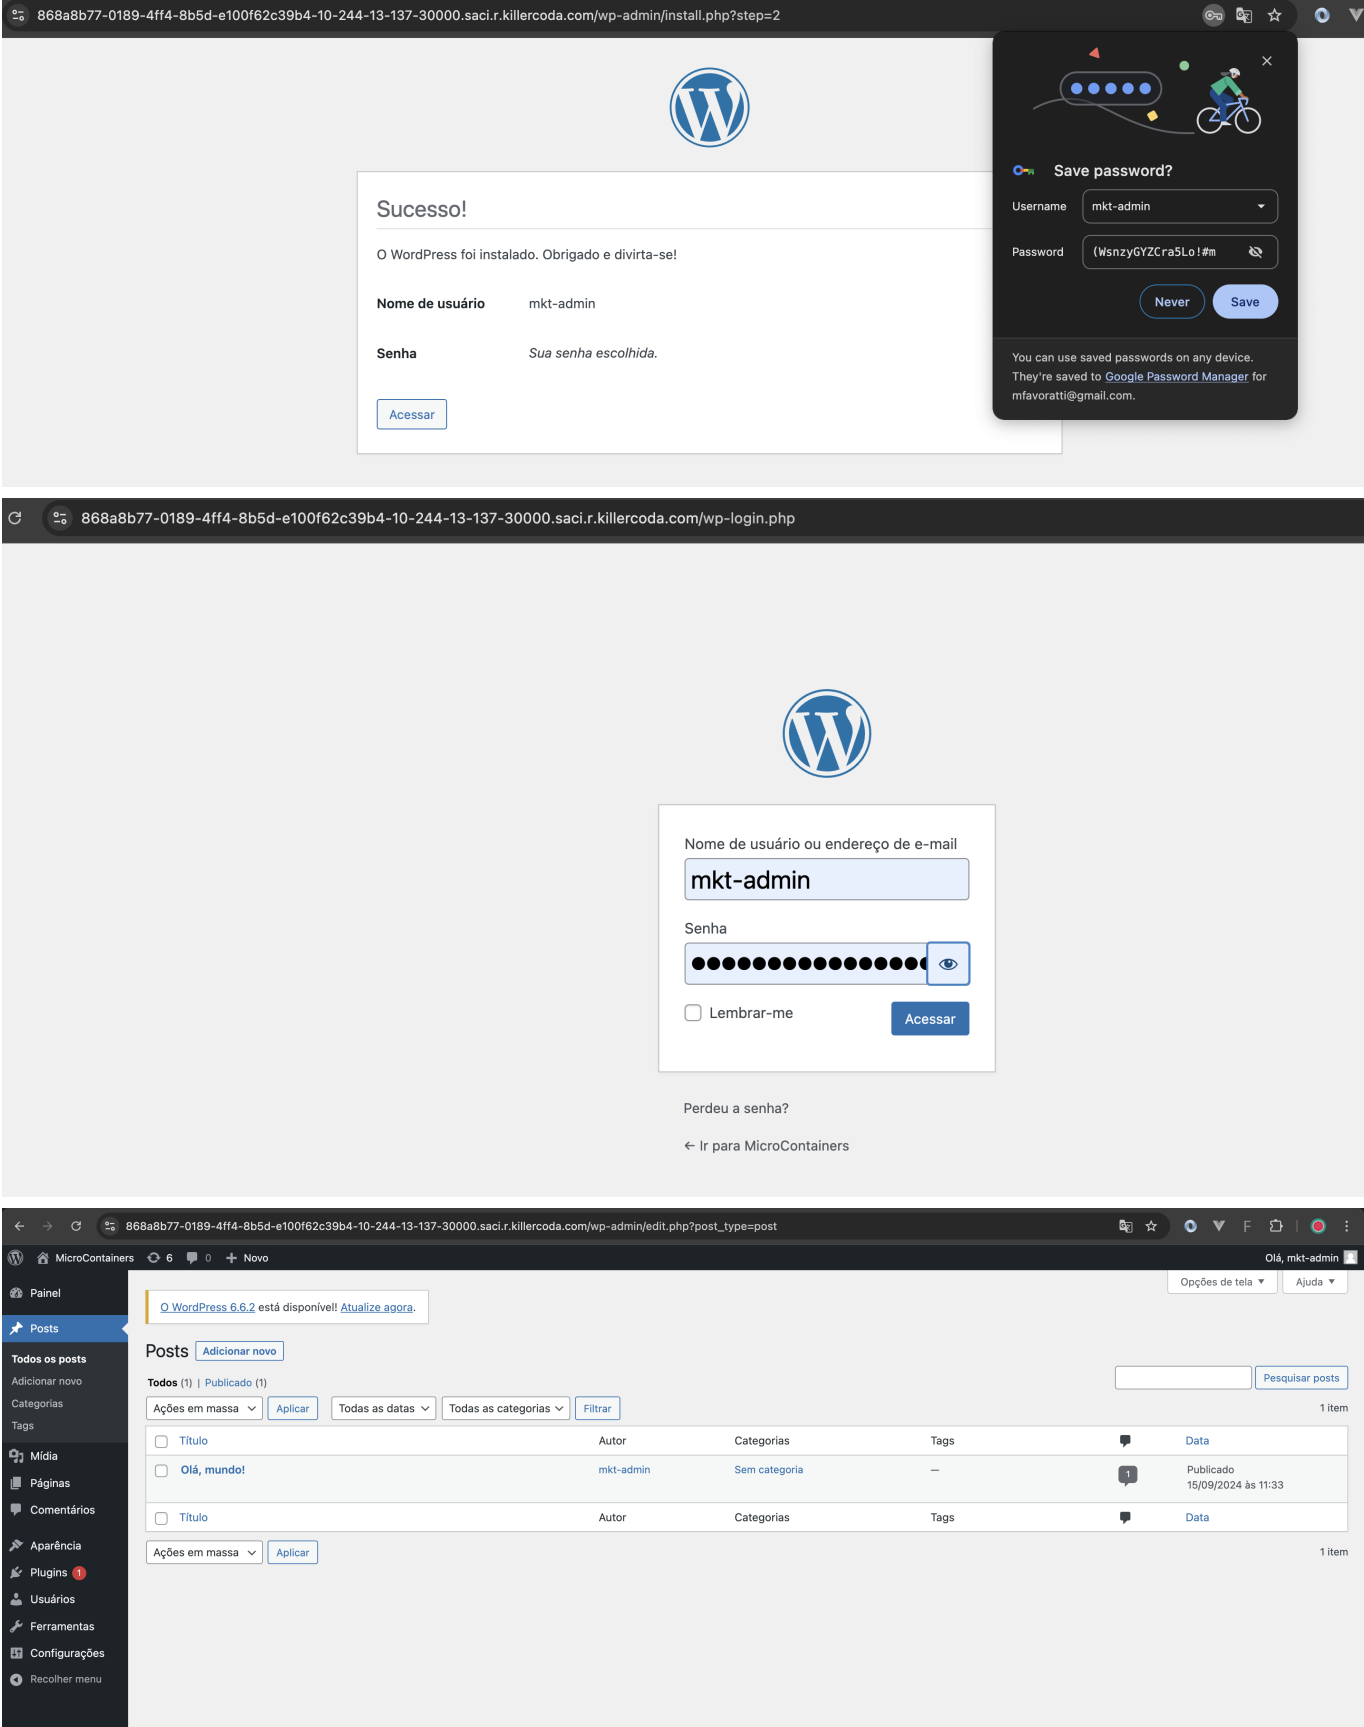 868a8b77-0189-4ff4-8b5d-e100f62c39b4-10-244-13-137-30000.saci.r.killercoda.com/wp-admin/install.php?step=2
Save password?
Username mkt-admin
Password (WsnzyGYZCra5Lo!#m
Never Save
You can use saved passwords on any device.
They're saved to Google Password Manager for
mfavoratti@gmail.com.
Sucesso!
O WordPress foi instalado. Obrigado e divirta-se!
Nome de usuário mkt-admin
Senha Sua senha escolhida.
Acessar
868a8b77-0189-4ff4-8b5d-e100f62c39b4-10-244-13-137-30000.saci.r.killercoda.com/wp-login.php
Nome de usuário ou endereço de e-mail
mkt-admin
Senha
Lembrar-me Acessar
Perdeu a senha?
← Ir para MicroContainers
868a8b77-0189-4ff4-8b5d-e100f62c39b4-10-244-13-137-30000.saci.r.killercoda.com/wp-admin/edit.php?post_type=post
F
MicroContainers 6 0 + Novo Olá, mkt-admin
Opções de tela ▼ Ajuda ▼
Painel
Posts
Todos os posts
Adicionar novo
Categorias
Tags
Mídia
Páginas
Comentários
Aparência
Plugins 1
Usuários
Ferramentas
Configurações
Recolher menu
O WordPress 6.6.2 está disponível! Atualize agora.
Posts Adicionar novo
Todos (1) | Publicado (1)
Pesquisar posts
Ações em massa Aplicar Todas as datas Todas as categorias Filtrar 1 item
Título Autor Categorias Tags Data
Olá, mundo! mkt-admin Sem categoria — 1 Publicado
15/09/2024 às 11:33
Título Autor Categorias Tags Data
Ações em massa Aplicar 1 item